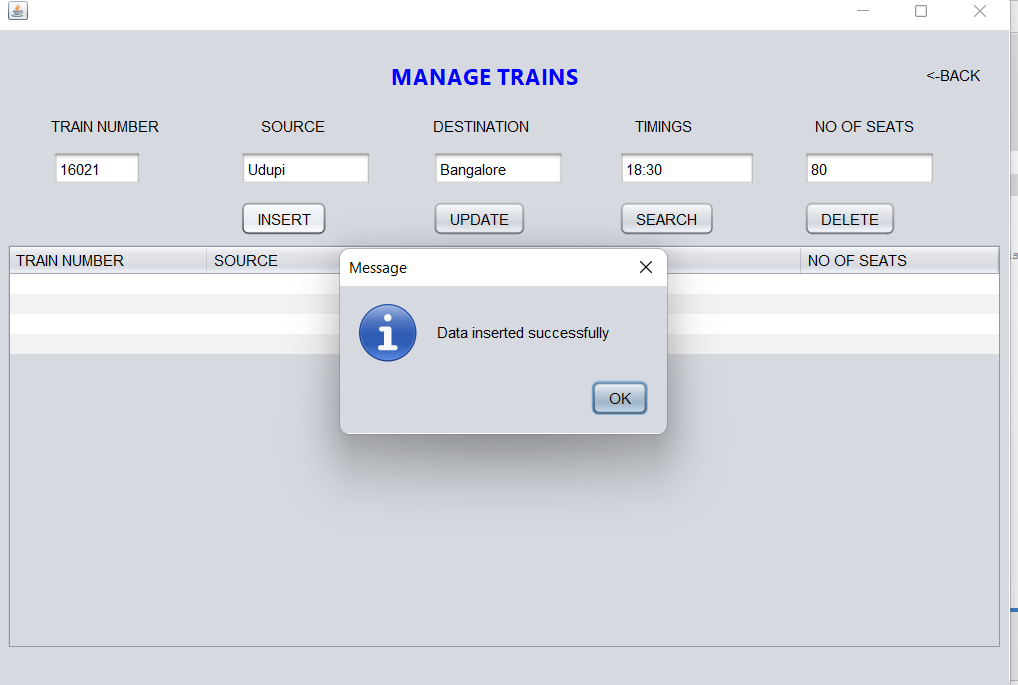 MANAGE TRAINS
<-BACK
TRAIN NUMBER SOURCE DESTINATION TIMINGS NO OF SEATS
16021 Udupi Bangalore 18:30 80
INSERT UPDATE SEARCH DELETE
TRAIN NUMBER SOURCE NO OF SEATS
Message
Data inserted successfully
OK